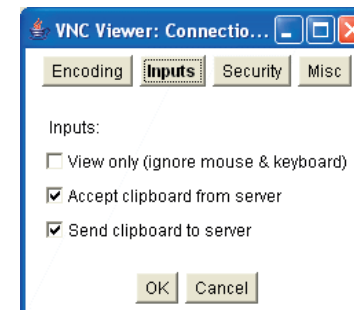 VNC Viewer: Connectio...
Encoding Inputs Security Misc
Inputs:
View only (ignore mouse & keyboard)
Accept clipboard from server
Send clipboard to server
OK Cancel